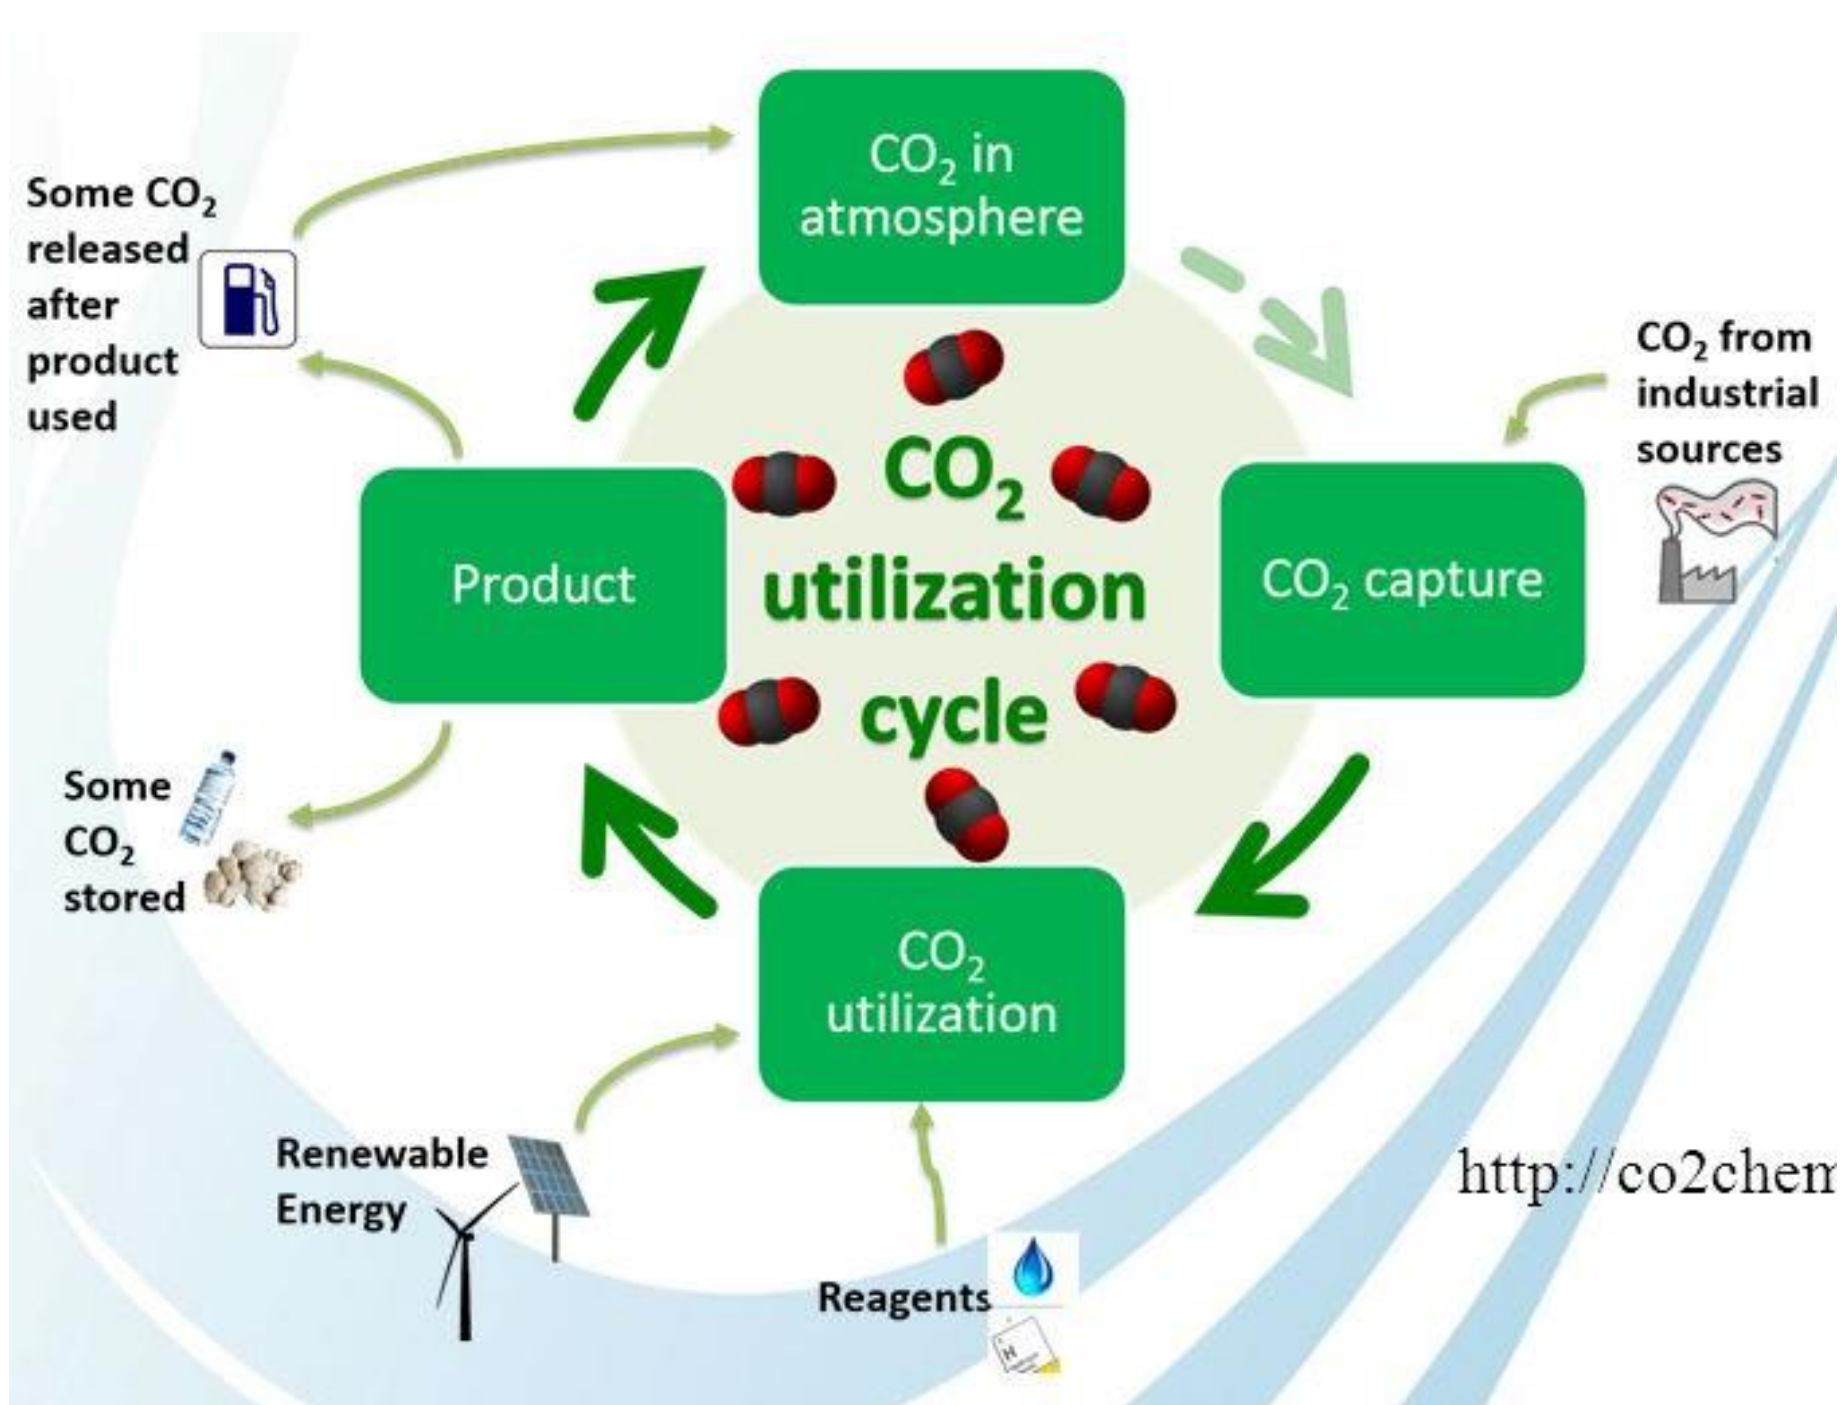 CO₂ in
atmosphere
Some CO₂
released
after
product
used
CO₂ from
industrial
sources
CO₂
utilization
cycle
Product
CO₂ capture
Some
CO₂
stored
CO₂
utilization
Renewable
Energy
Reagents
H
http://co2chem